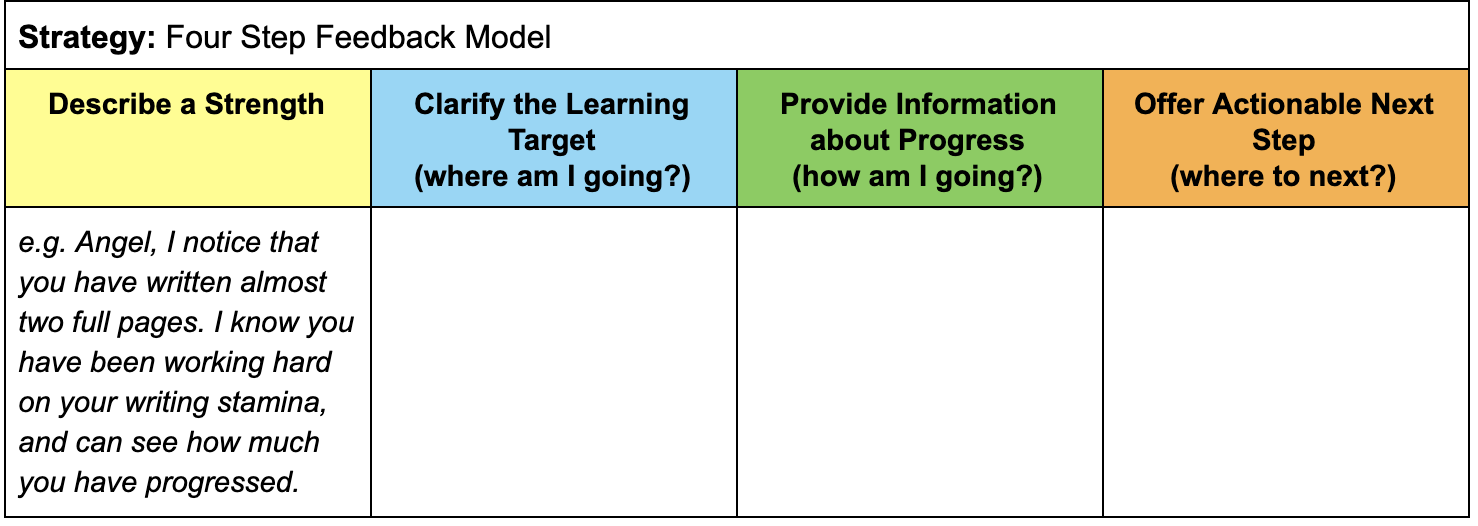 Strategy: Four Step Feedback Model
Describe a Strength
Clarify the Learning
Target
(where am I going?)
Provide Information
about Progress
(how am I going?)
Offer Actionable Next
Step
(where to next?)
e.g. Angel, I notice that
you have written almost
two full pages. I know you
have been working hard
on your writing stamina,
and can see how much
you have progressed.